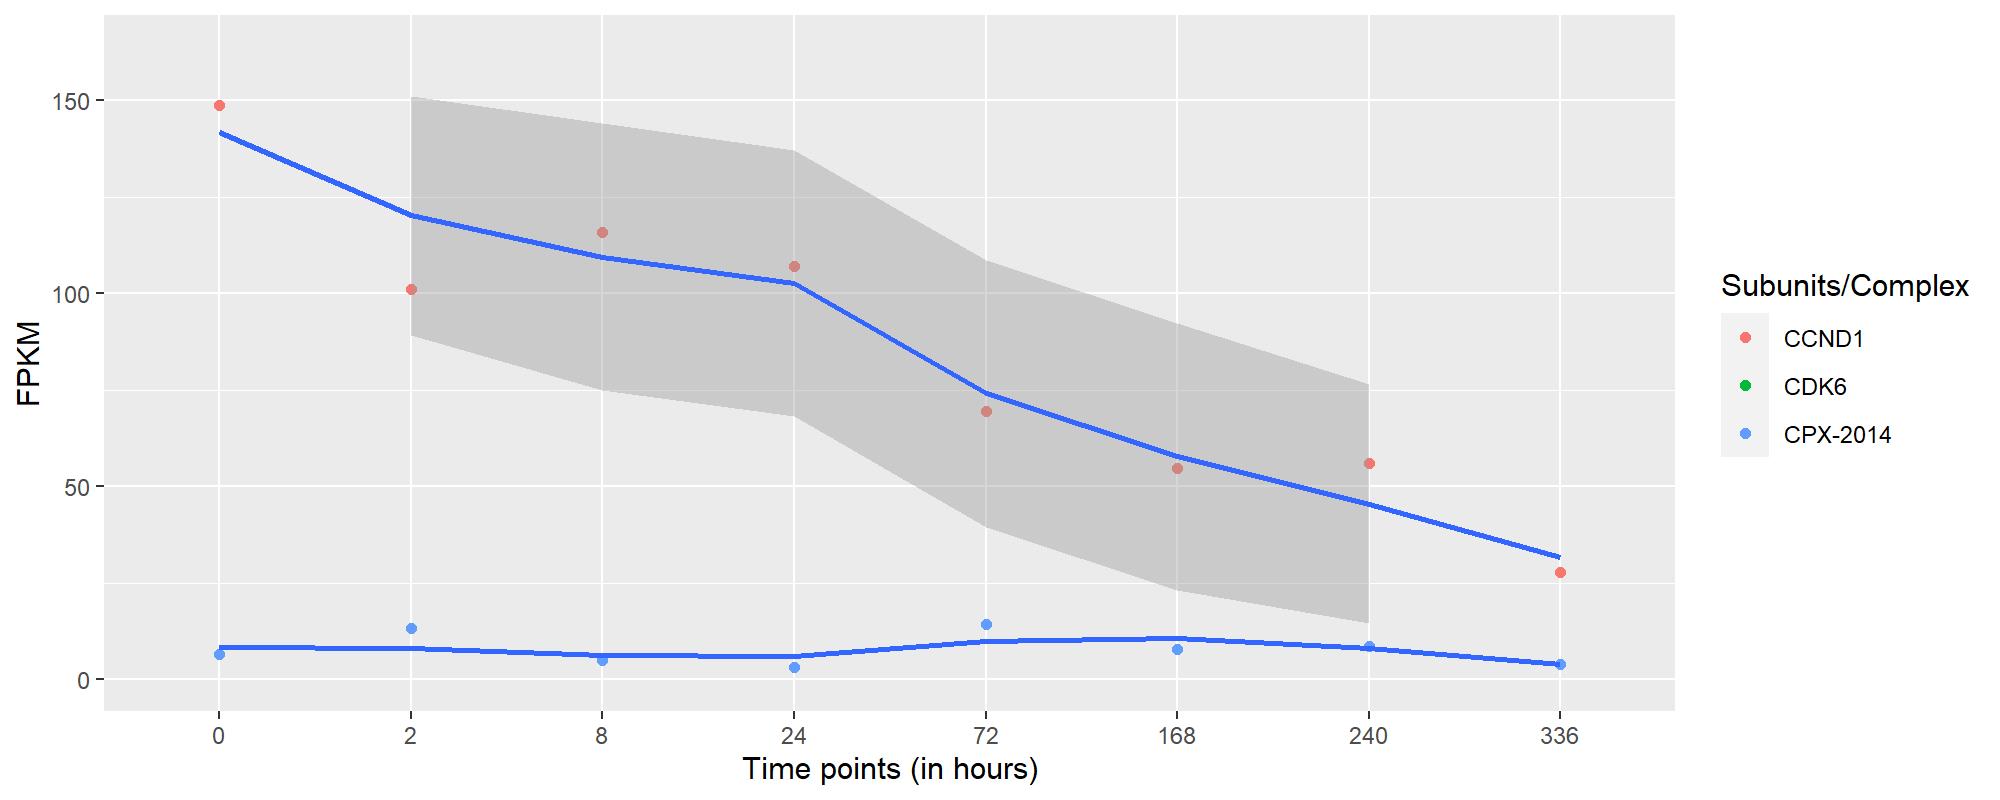 150
100
50
0
FPKM
0 2 8 24 72 168 240 336
Time points (in hours)
Subunits/Complex
CCND1
CDK6
CPX-2014